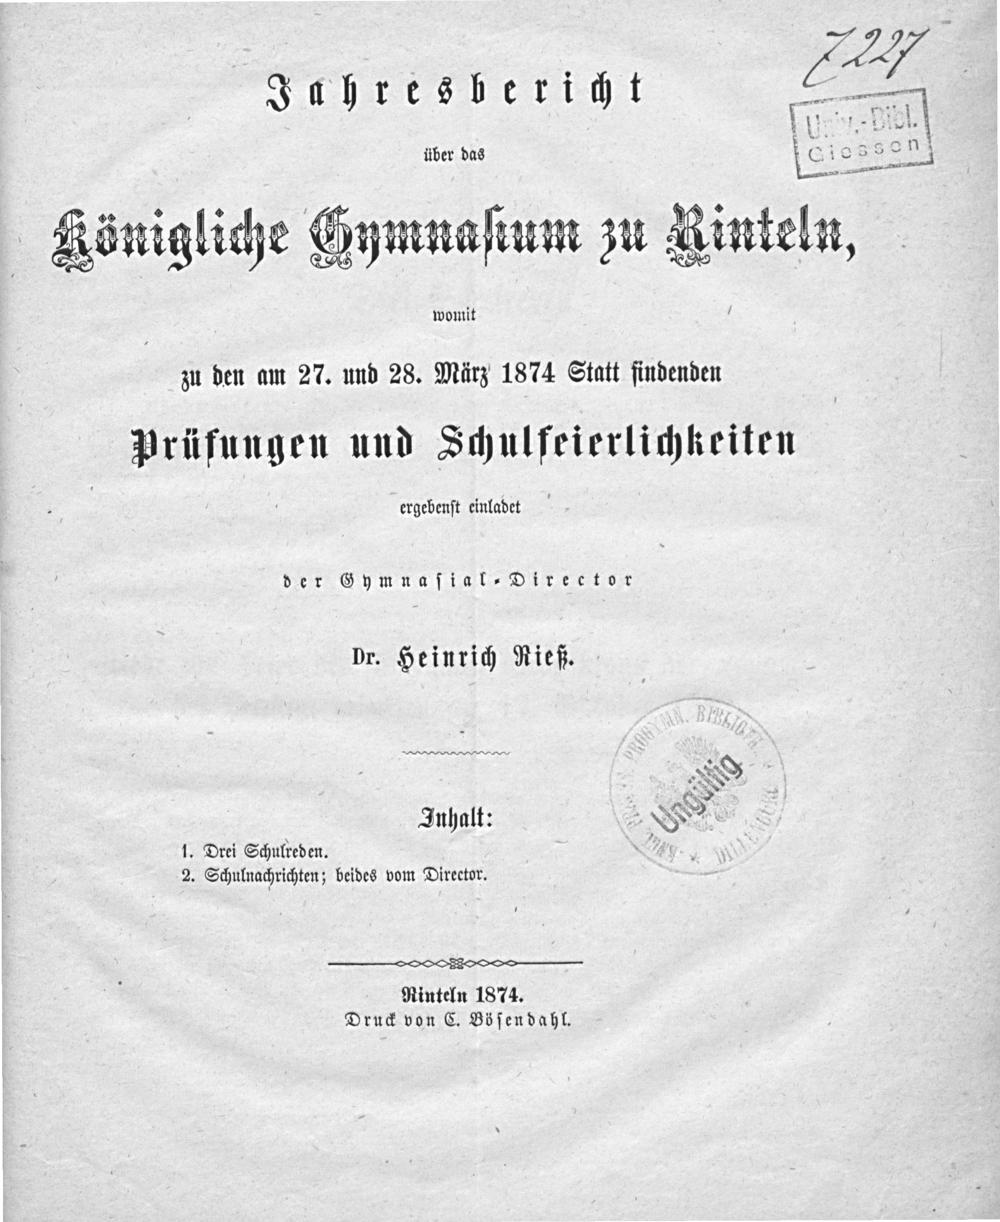 Z 227
Univ.-Bibl.
Giessen
Jahresbericht
über das
Königliche Gymnasium zu Rinteln,
womit
zu den am 27. und 28. März 1874 Statt findenden
Prüfungen und Schulfeierlichkeiten
ergebenst einladet
der Gymnasial-Director
Dr. Heinrich Rieß.
PROGYMN. BIBLIOTH.
Ungültig
Inhalt:
1. Drei Schulreden.
2. Schulnachrichten; beides vom Director.
Rinteln 1874.
Druck von C. Bösendahl.